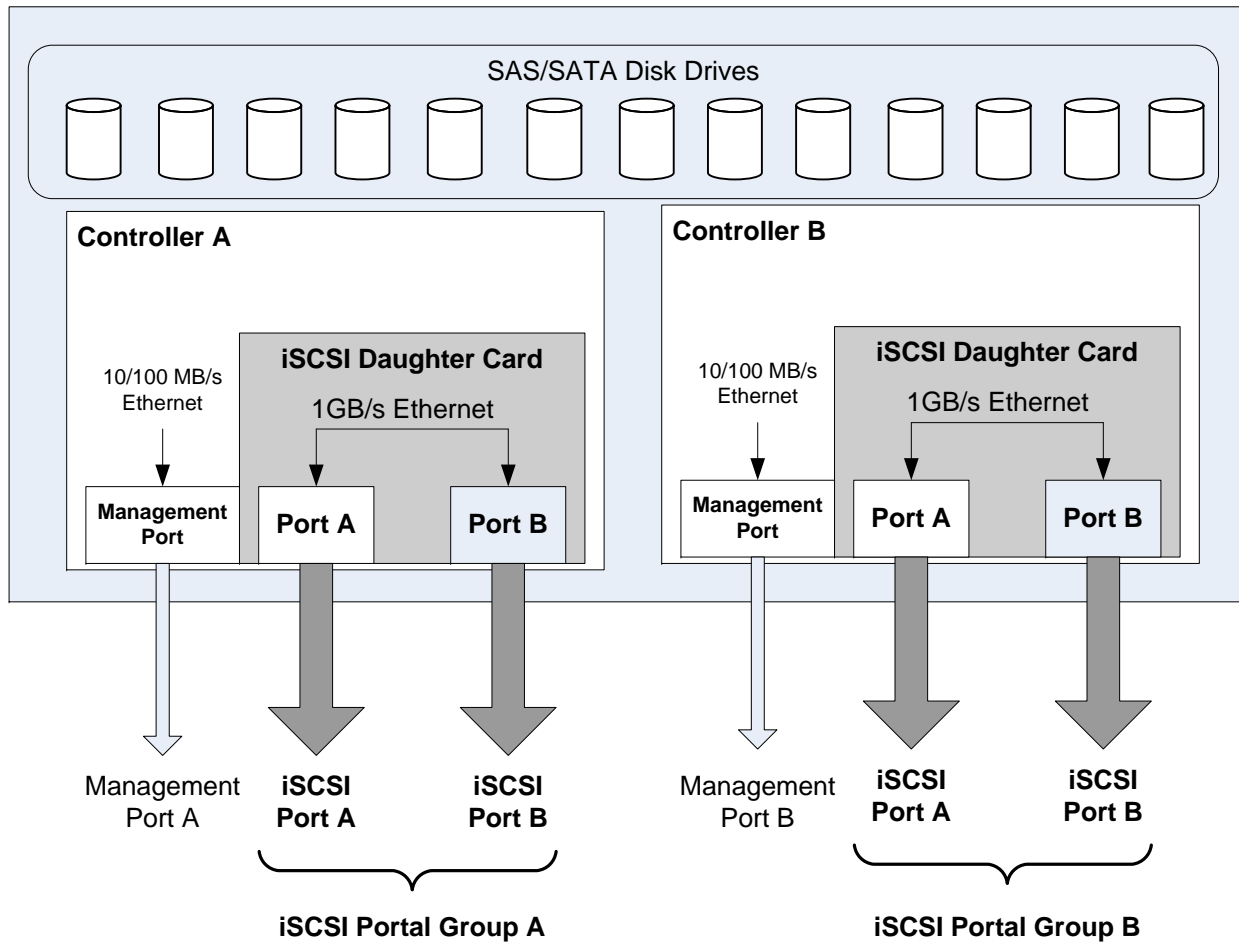 SAS/SATA Disk Drives
Controller A
10/100 MB/s
Ethernet
iSCSI Daughter Card
1GB/s Ethernet
Management
Port
Port A
Port B
Controller B
10/100 MB/s
Ethernet
iSCSI Daughter Card
1GB/s Ethernet
Management
Port
Port A
Port B
Management
Port A
iSCSI
Port A
iSCSI
Port B
iSCSI Portal Group A
Management
Port B
iSCSI
Port A
iSCSI
Port B
iSCSI Portal Group B